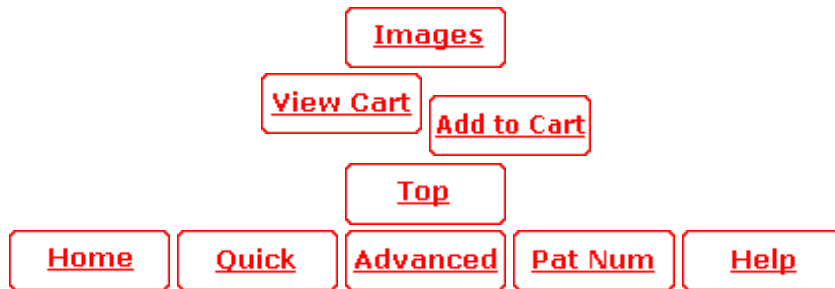 Images
View Cart
Add to Cart
Top
Home Quick Advanced Pat Num Help